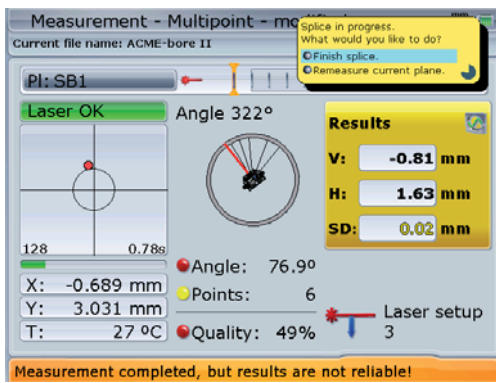 Measurement - Multipoint - mo
Splice in progress.
What would you like to do?
Finish splice.
Remeasure current plane.
Current file name: ACME-bore II
Pl: SB1
Laser OK
128 0.78s
X: -0.689 mm
Y: 3.031 mm
T: 27 ºC
Angle 322º
Angle: 76.9º
Points: 6
Quality: 49%
Results
V: -0.81 mm
H: 1.63 mm
SD: 0.02 mm
Laser setup
3
Measurement completed, but results are not reliable!